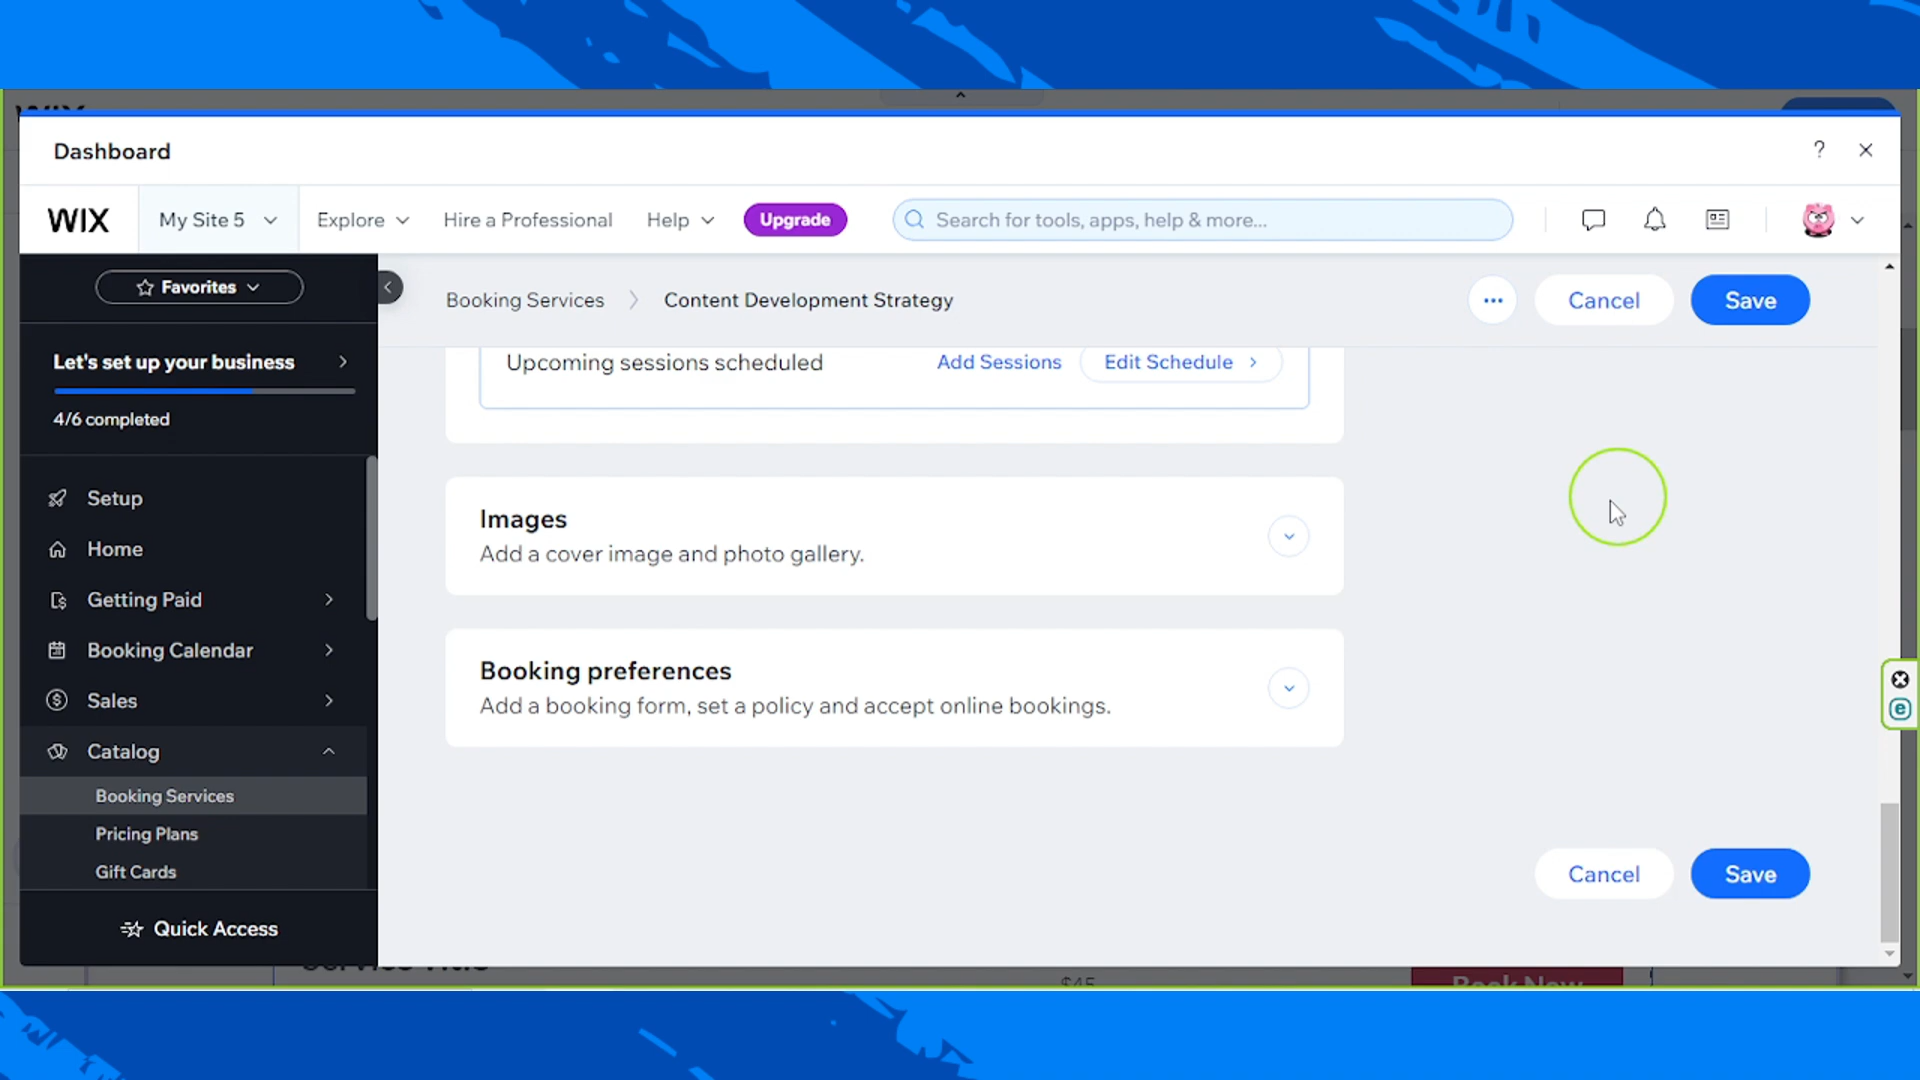 Dashboard
?
WIX
My Site 5
Explore
Hire a Professional
Help
Upgrade
Search for tools, apps, help & more...
Favorites
Booking Services
Content Development Strategy
Cancel
Save
Let's set up your business
4/6 completed
Upcoming sessions scheduled
Add Sessions
Edit Schedule
Setup
Home
Getting Paid
Booking Calendar
Sales
Catalog
Booking Services
Pricing Plans
Gift Cards
Quick Access
Images
Add a cover image and photo gallery.
Booking preferences
Add a booking form, set a policy and accept online bookings.
Cancel
Save
$45
Book Now